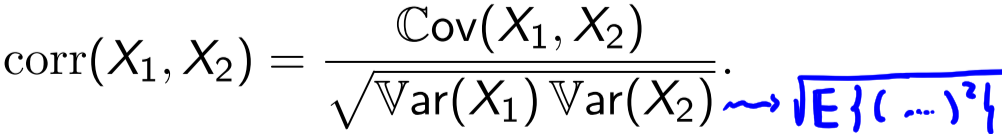 corr(X₁, X₂) = ℂov(X₁, X₂) / √(𝕍ar(X₁) 𝕍ar(X₂)). ⇝ √E{(...)²}